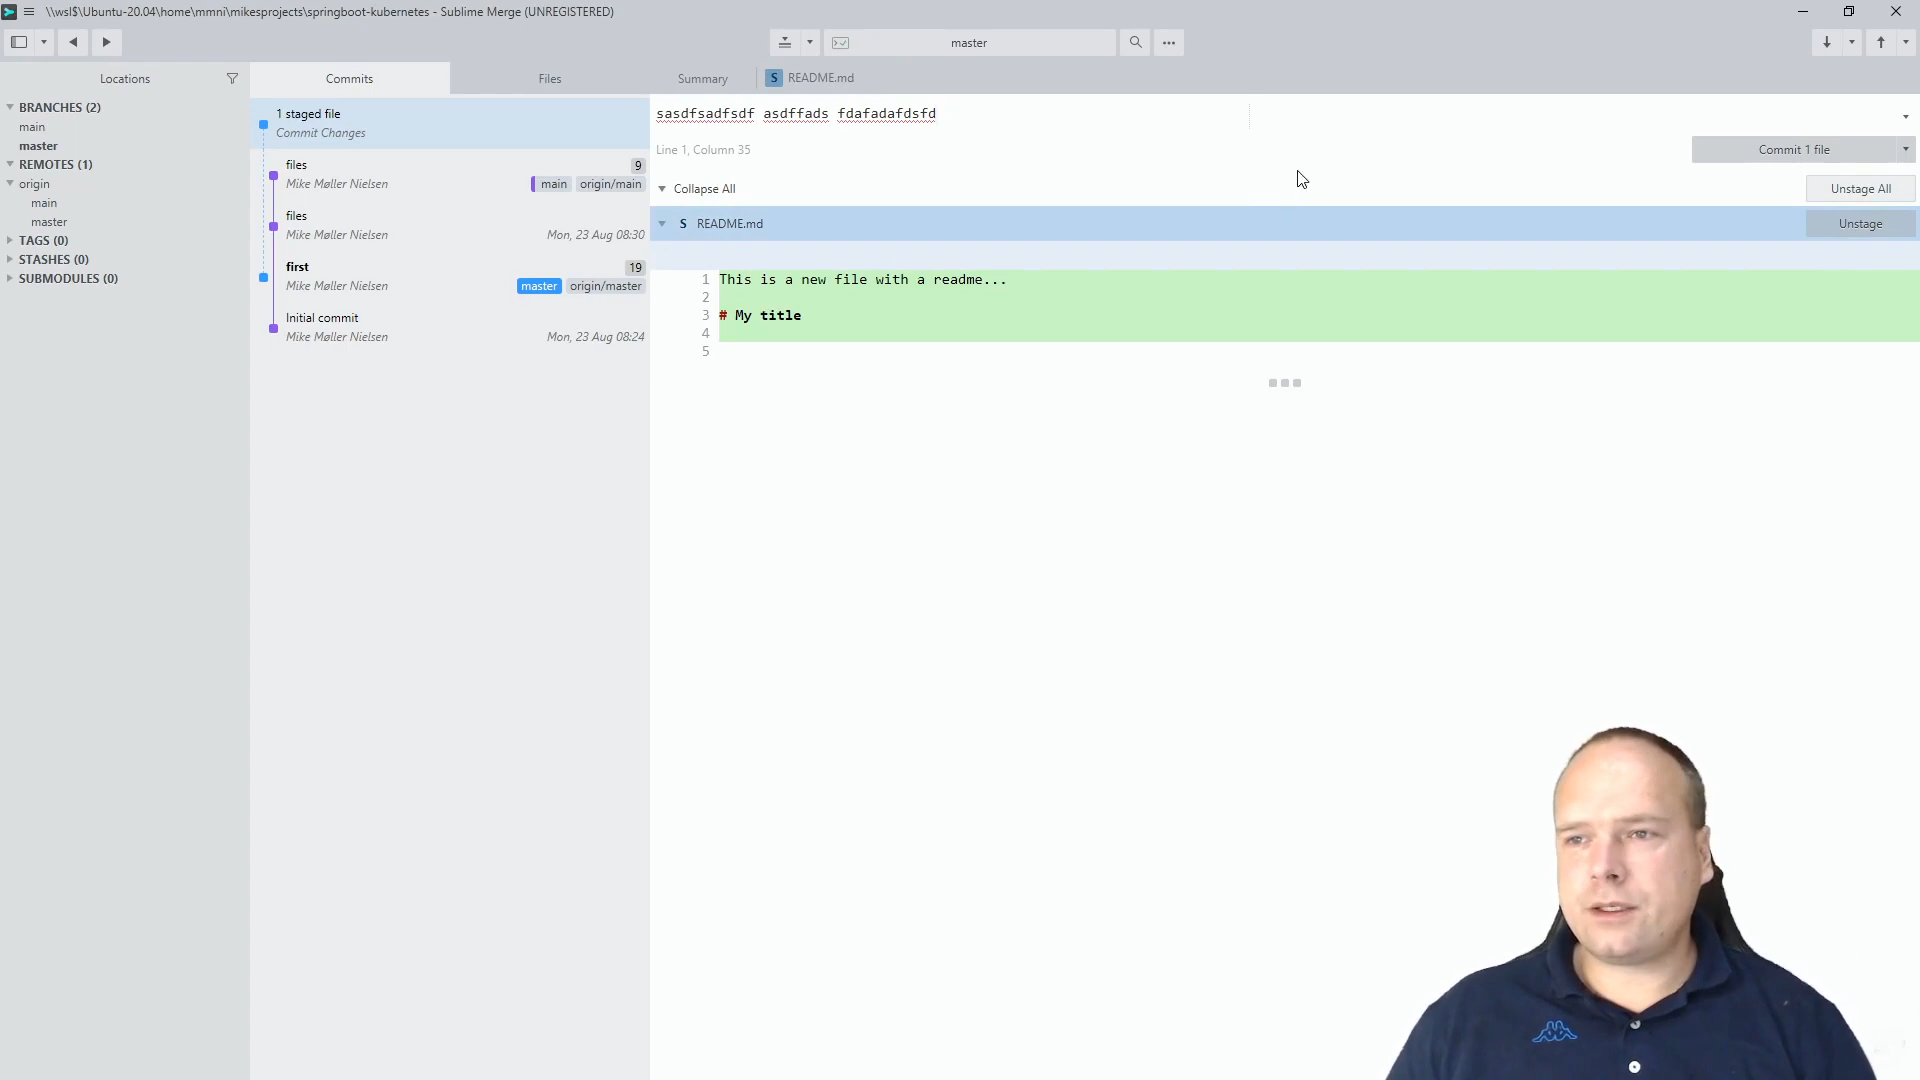 \\wsl$\Ubuntu-20.04\home\mmni\mikesprojects\springboot-kubernetes - Sublime Merge (UNREGISTERED)
master
Locations
Commits
Files
Summary
S README.md
BRANCHES (2)
main
master
REMOTES (1)
origin
main
master
TAGS (0)
STASHES (0)
SUBMODULES (0)
1 staged file
Commit Changes
files 9
Mike Møller Nielsen main origin/main
files
Mike Møller Nielsen Mon, 23 Aug 08:30
first 19
Mike Møller Nielsen master origin/master
Initial commit
Mike Møller Nielsen Mon, 23 Aug 08:24
sasdfsadfsdf asdffads fdafadafdsfd
Line 1, Column 35
Commit 1 file
Collapse All
Unstage All
S README.md
Unstage
1 This is a new file with a readme...
2
3 # My title
4
5